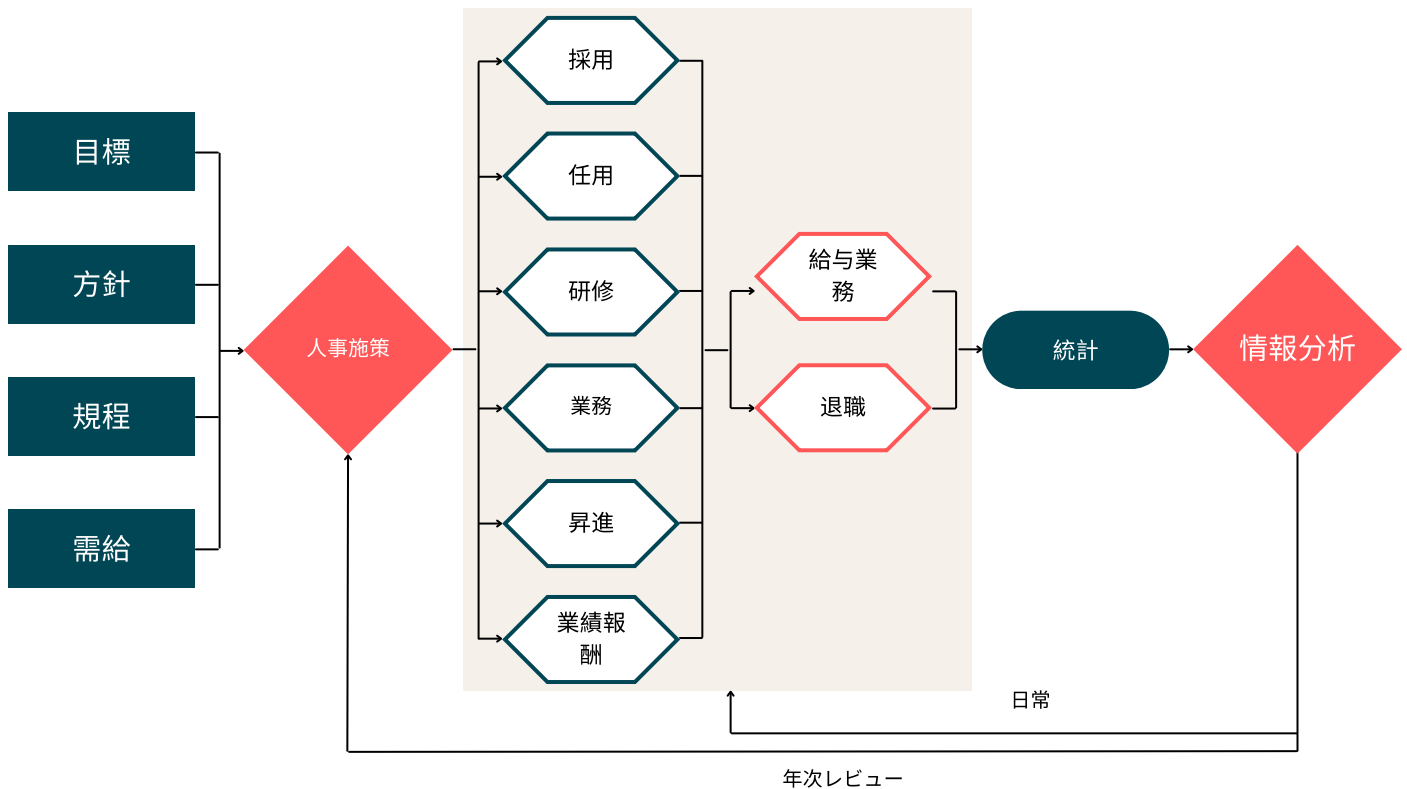 目標
方針
規程
需給
人事施策
採用
任用
研修
業務
昇進
業績報
酬
給与業
務
退職
統計
情報分析
日常
年次レビュー